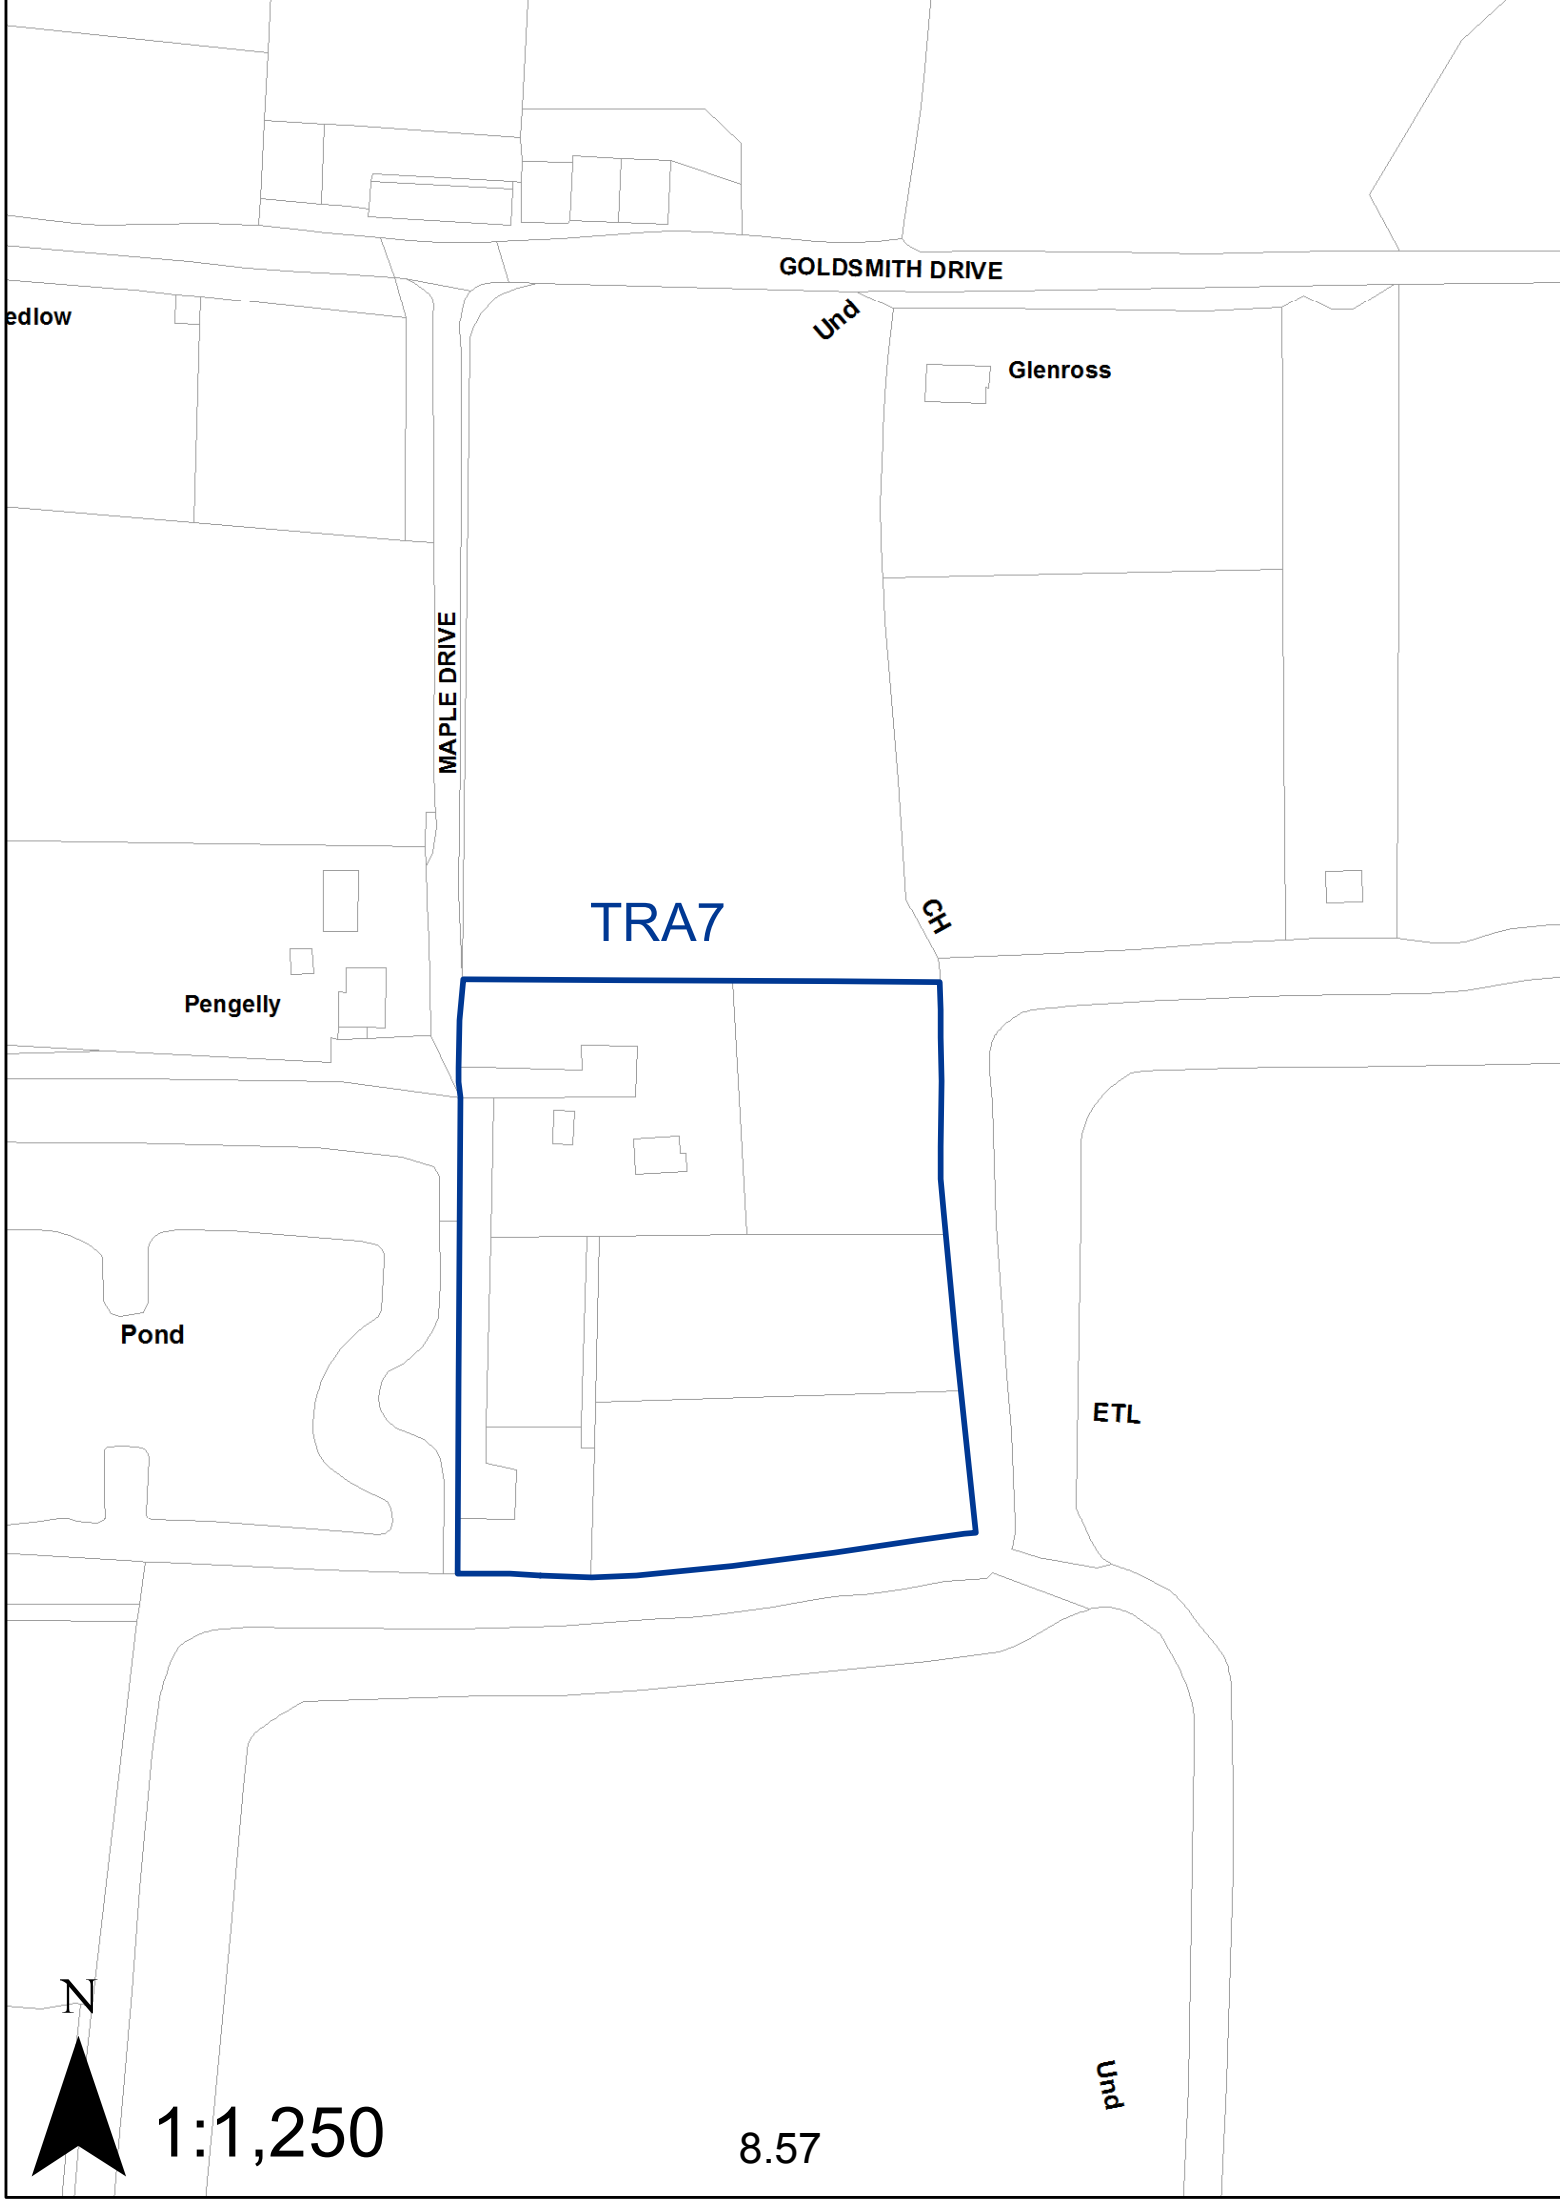 GOLDSMITH DRIVE
Und
edlow
Glenross
MAPLE DRIVE
CH
TRA7
Pengelly
Pond
ETL
N
Und
1:1,250
8.57